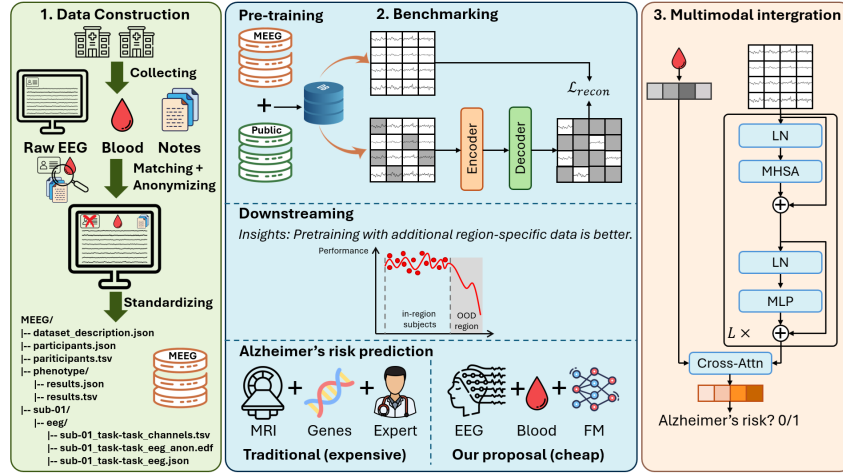 1. Data Construction
Collecting
Raw EEG
Blood
Notes
Matching +
Anonymizing
Standardizing
MEEG/
|-- dataset_description.json
|-- participants.json
|-- pariticipants.tsv
|-- phenotype/
|-- results.json
|-- results.tsv
|-- sub-01/
|-- eeg/
|-- sub-01_task-task_channels.tsv
|-- sub-01_task-task_eeg_anon.edf
|-- sub-01_task-task_eeg.json
MEEG
Pre-training
2. Benchmarking
MEEG
+
Public
DB
Encoder
Decoder
ℒrecon
Downstreaming
Insights: Pretraining with additional region-specific data is better.
Performance
in-region
subjects
OOD
region
Alzheimer's risk prediction
MRI
+
Genes
+
Expert
Traditional (expensive)
EEG
+
Blood
+
FM
Our proposal (cheap)
3. Multimodal intergration
LN
MHSA
+
LN
MLP
L ×
+
Cross-Attn
Alzheimer's risk? 0/1